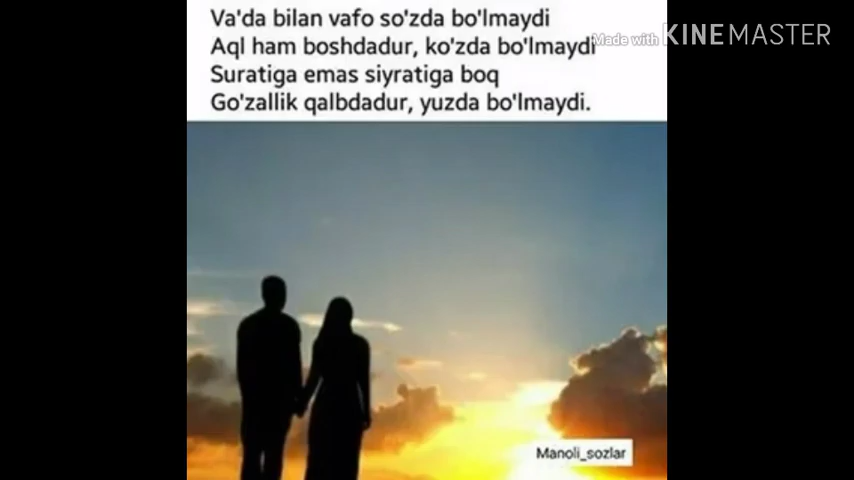 Va'da bilan vafo so'zda bo'lmaydi
Aql ham boshdadur, ko'zda bo'lmaydi
Made with KINEMASTER
Suratiga emas siyratiga boq
Go'zallik qalbdadur, yuzda bo'lmaydi.
Manoli_sozlar